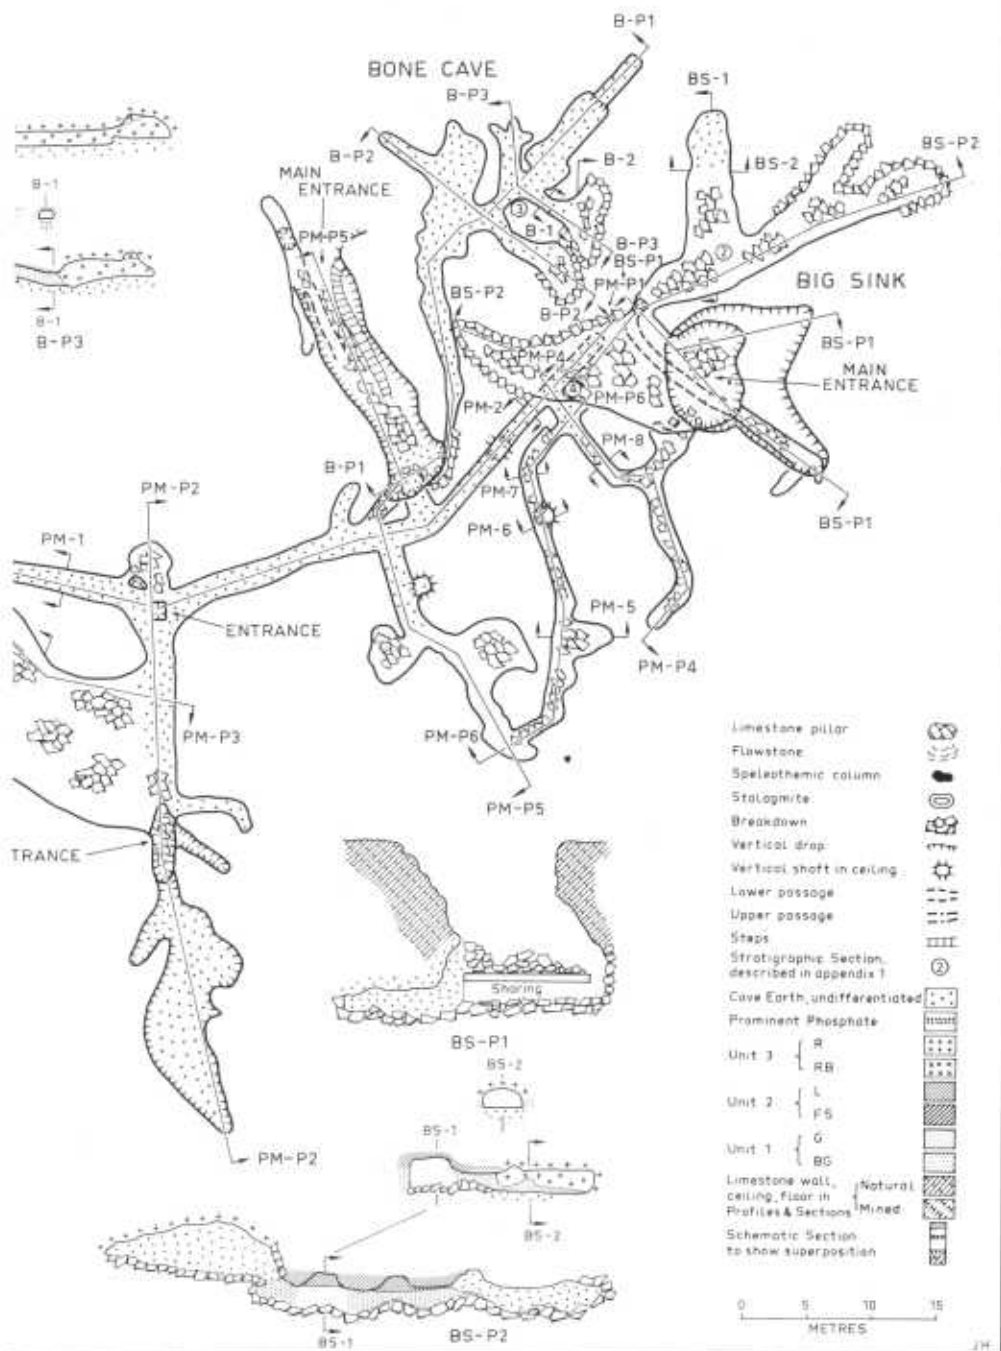 B-P1
BONE CAVE
B-P3
BS-1
B-P2
BS-P2
MAIN
ENTRANCE
B-2
BS-2
B-1
PM-P5
③
B-1
②
B-P3
BS-P1
PM-P1
BIG SINK
BS-P2
B-P2
BS-P1
B-1
B-P3
PM-P4
MAIN
ENTRANCE
PM-2
④
PM-P6
PM-8
B-P1
PM-7
PM-P2
PM-6
BS-P1
PM-1
PM-5
ENTRANCE
PM-P4
PM-P3
PM-P6
PM-P5
TRANCE
PM-P2
Shoring
BS-P1
BS-2
BS-1
BS-2
BS-P2
BS-1
Limestone pillar
Flowstone
Speleothemic column
Stalagmite
Breakdown
Vertical drop
Vertical shaft in ceiling
Lower passage
Upper passage
Steps
Stratigraphic Section,
described in appendix 1
②
Cave Earth, undifferentiated
Prominent Phosphate
Unit 3 { R
RB
Unit 2 { L
FS
Unit 1 { G
BG
Limestone wall,
ceiling, floor in
Profiles & Sections { Natural
Mined
Schematic Section
to show superposition
0 5 10 15
METRES